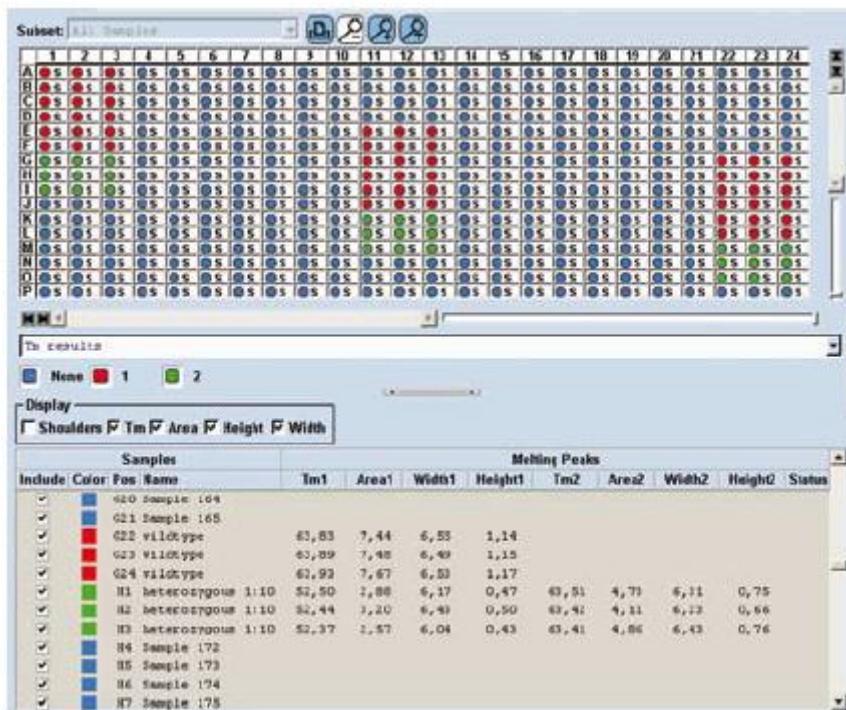 Subset: All Samples
1 2 3 4 5 6 7 8 9 10 11 12 13 14 15 16 17 18 19 20 21 22 23 24
A S S S S S S S S S S S S S S S S S S S S S S S S
B S S S S S S S S S S S S S S S S S S S S S S S S
C S S S S S S S S S S S S S S S S S S S S S S S S
D S S S S S S S S S S S S S S S S S S S S S S S S
E S S S S S S S S S S S S S S S S S S S S S S S S
F S S S S S S S S S S S S S S S S S S S S S S S S
G S S S S S S S S S S S S S S S S S S S S S S S S
H S S S S S S S S S S S S S S S S S S S S S S S S
I S S S S S S S S S S S S S S S S S S S S S S S S
J S S S S S S S S S S S S S S S S S S S S S S S S
K S S S S S S S S S S S S S S S S S S S S S S S S
L S S S S S S S S S S S S S S S S S S S S S S S S
M S S S S S S S S S S S S S S S S S S S S S S S S
N S S S S S S S S S S S S S S S S S S S S S S S S
O S S S S S S S S S S S S S S S S S S S S S S S S
P S S S S S S S S S S S S S S S S S S S S S S S S
Tm results
None 1 2
Display
Shoulders Tm Area Height Width
Samples Melting Peaks
Include Color Pos Name Tm1 Area1 Width1 Height1 Tm2 Area2 Width2 Height2 Status
G20 Sample 164
G21 Sample 165
G22 wildtype 63,83 7,44 6,55 1,14
G23 wildtype 63,89 7,48 6,49 1,15
G24 wildtype 63,93 7,67 6,53 1,17
H1 heterozygous 1:10 52,50 2,88 6,17 0,47 63,51 4,73 0,75
H2 heterozygous 1:10 52,44 6,43 0,50 63,42 4,11 0,66
H3 heterozygous 1:10 52,37 2,57 6,04 0,43 63,41 4,86 6,43 0,76
H4 Sample 172
H5 Sample 173
H6 Sample 174
H7 Sample 175